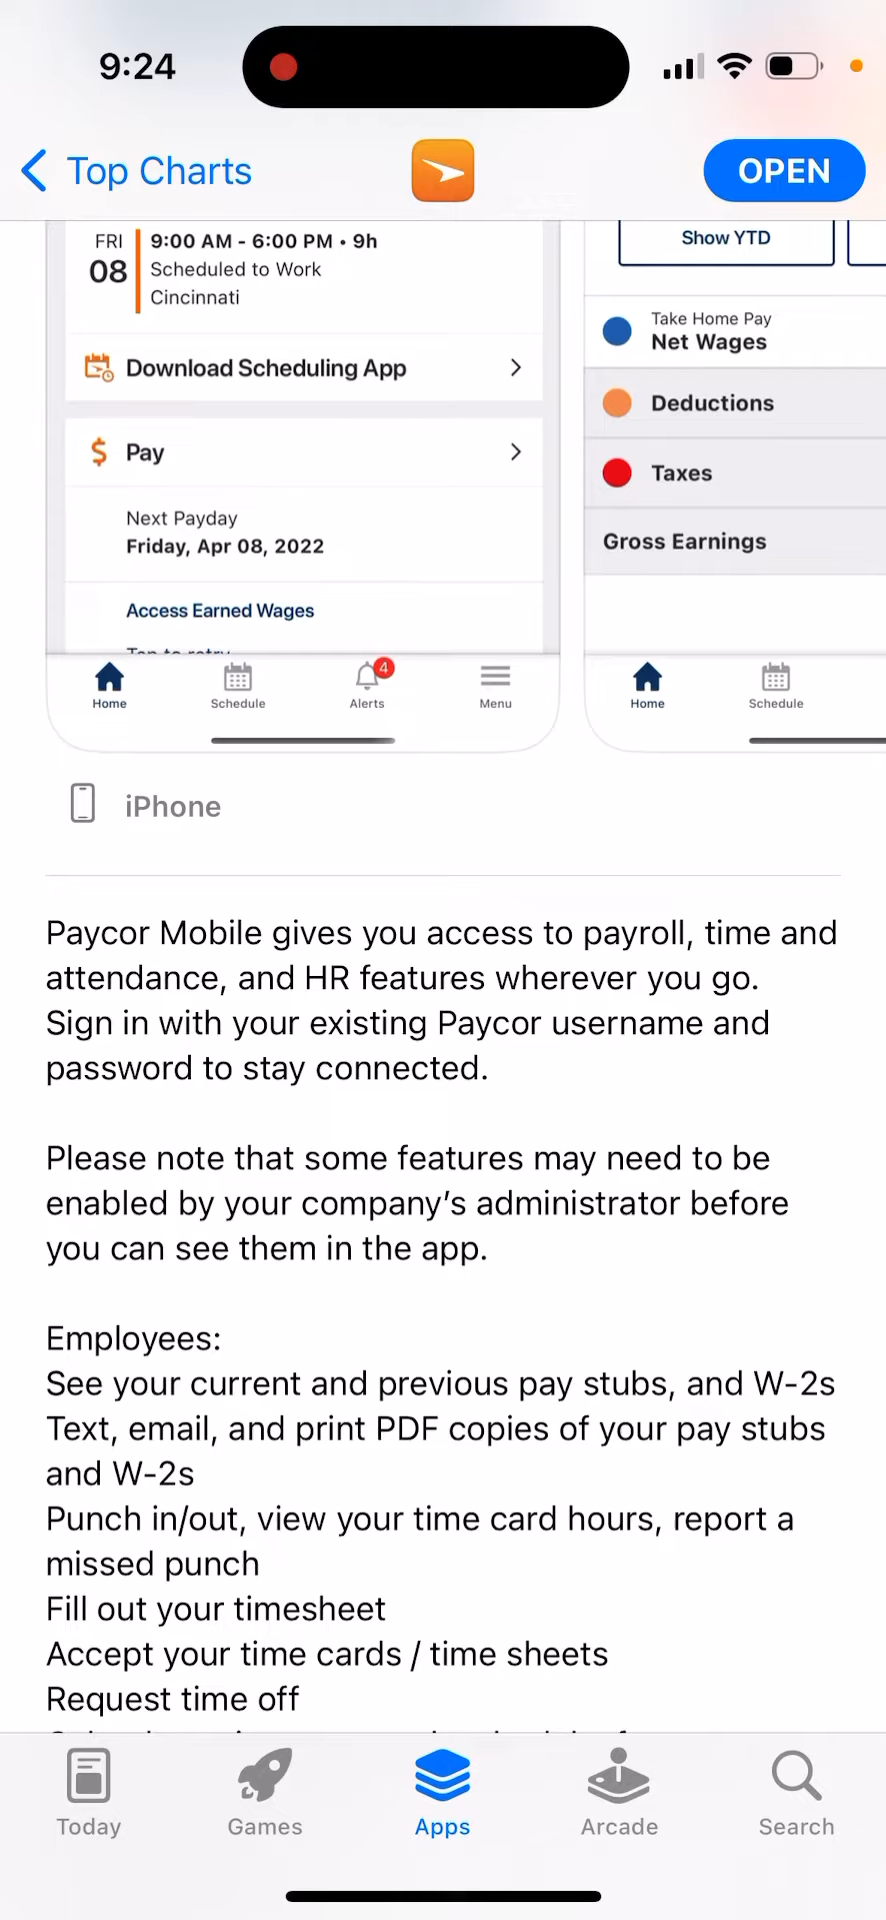 9:24
Top Charts
OPEN
FRI
08
9:00 AM - 6:00 PM • 9h
Scheduled to Work
Cincinnati
Download Scheduling App
Pay
Next Payday
Friday, Apr 08, 2022
Access Earned Wages
Tap to retry
Home
Schedule
4
Alerts
Menu
Show YTD
Take Home Pay
Net Wages
Deductions
Taxes
Gross Earnings
Home
Schedule
iPhone
Paycor Mobile gives you access to payroll, time and
attendance, and HR features wherever you go.
Sign in with your existing Paycor username and
password to stay connected.
Please note that some features may need to be
enabled by your company’s administrator before
you can see them in the app.
Employees:
See your current and previous pay stubs, and W-2s
Text, email, and print PDF copies of your pay stubs
and W-2s
Punch in/out, view your time card hours, report a
missed punch
Fill out your timesheet
Accept your time cards / time sheets
Request time off
Today
Games
Apps
Arcade
Search